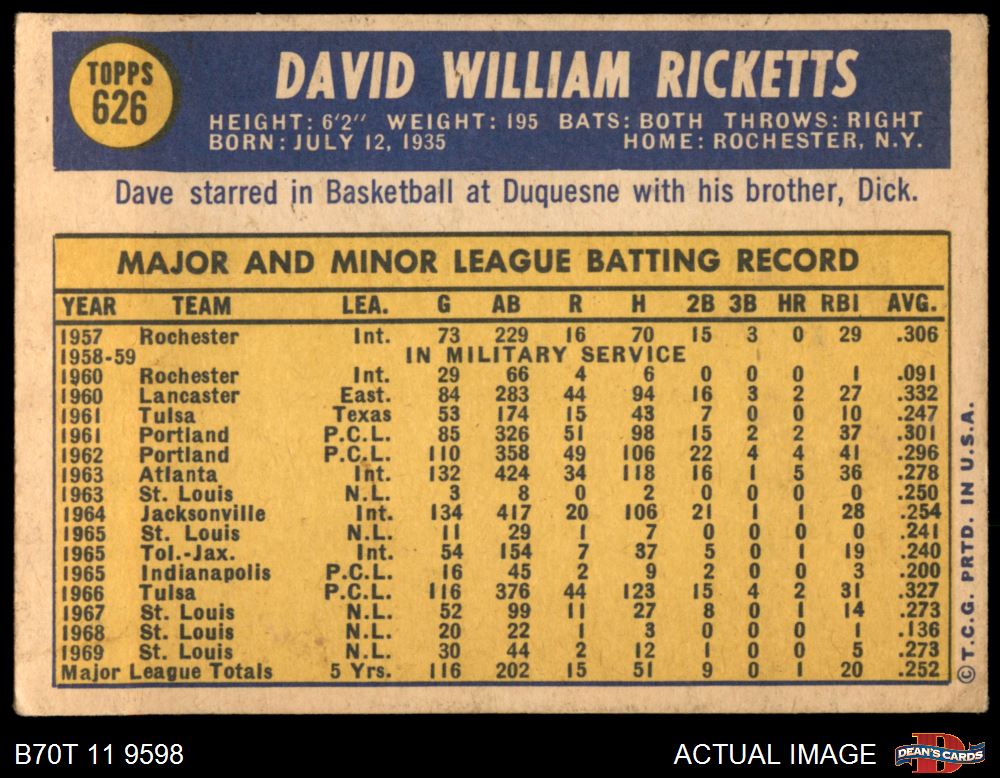 TOPPS
626
DAVID WILLIAM RICKETTS
HEIGHT: 6'2" WEIGHT: 195 BATS: BOTH THROWS: RIGHT
BORN: JULY 12, 1935 HOME: ROCHESTER, N.Y.
Dave starred in Basketball at Duquesne with his brother, Dick.
MAJOR AND MINOR LEAGUE BATTING RECORD
YEAR TEAM LEA. G AB R H 2B 3B HR RBI AVG.
1957 Rochester Int. 73 229 16 70 15 3 0 29 .306
1958-59 IN MILITARY SERVICE
1960 Rochester Int. 29 66 4 6 0 0 0 1 .091
1960 Lancaster East. 84 283 44 94 16 3 2 27 .332
1961 Tulsa Texas 53 174 15 43 7 0 0 10 .247
1961 Portland P.C.L. 85 326 51 98 15 2 2 37 .301
1962 Portland P.C.L. 110 358 49 106 22 4 4 41 .296
1963 Atlanta Int. 132 424 34 118 16 1 5 36 .278
1963 St. Louis N.L. 3 8 0 2 0 0 0 0 .250
1964 Jacksonville Int. 134 417 20 106 21 1 1 28 .254
1965 St. Louis N.L. 11 29 1 7 0 0 0 0 .241
1965 Tol.-Jax. Int. 54 154 7 37 5 0 1 19 .240
1965 Indianapolis P.C.L. 16 45 2 9 2 0 0 3 .200
1966 Tulsa P.C.L. 116 376 44 123 15 4 2 31 .327
1967 St. Louis N.L. 52 99 11 27 8 0 1 14 .273
1968 St. Louis N.L. 20 22 1 3 0 0 0 1 .136
1969 St. Louis N.L. 30 44 2 12 1 0 0 5 .273
Major League Totals 5 Yrs. 116 202 15 51 9 0 1 20 .252
© T.C.G. PRTD. IN U.S.A.
B70T 11 9598
ACTUAL IMAGE
DEAN'S CARDS